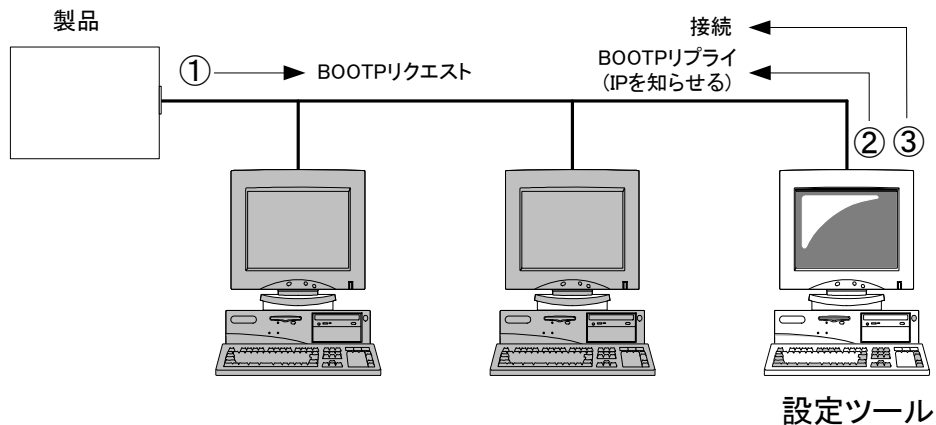 製品
接続
① BOOTPリクエスト
BOOTPリプライ
(IPを知らせる)
② ③
設定ツール